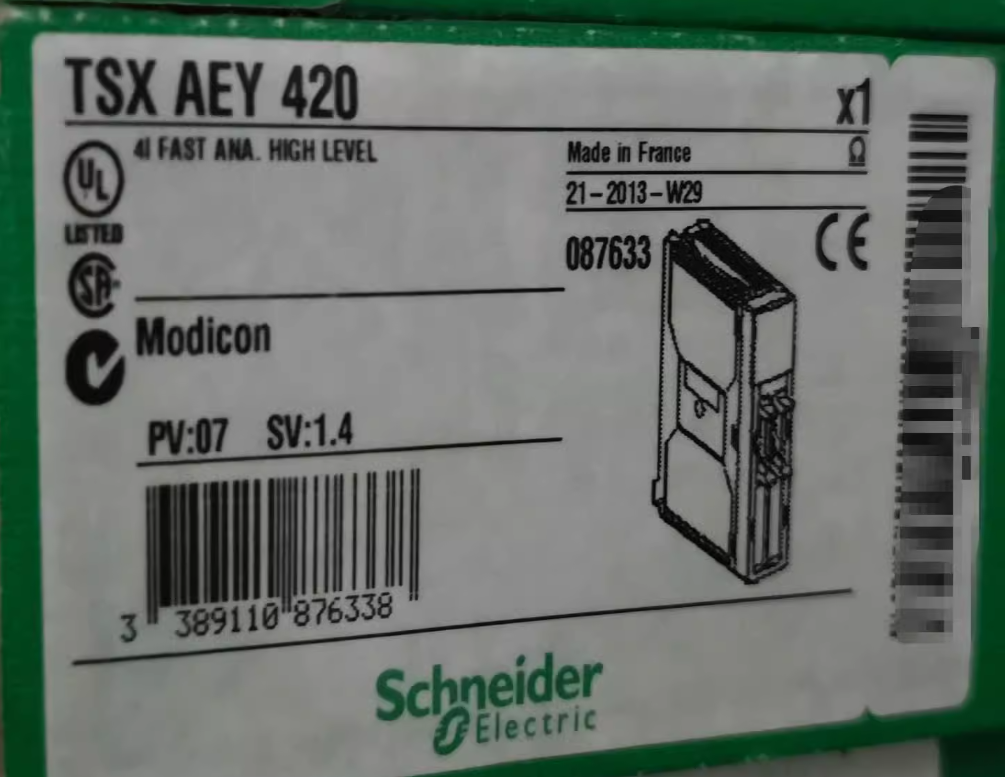 TSX AEY 420
x1
4I FAST ANA. HIGH LEVEL
Made in France
Ω
21-2013-W29
UL
LISTED
087633
CE
SA
Modicon
PV:07 SV:1.4
3 389110 876338
Schneider
Electric